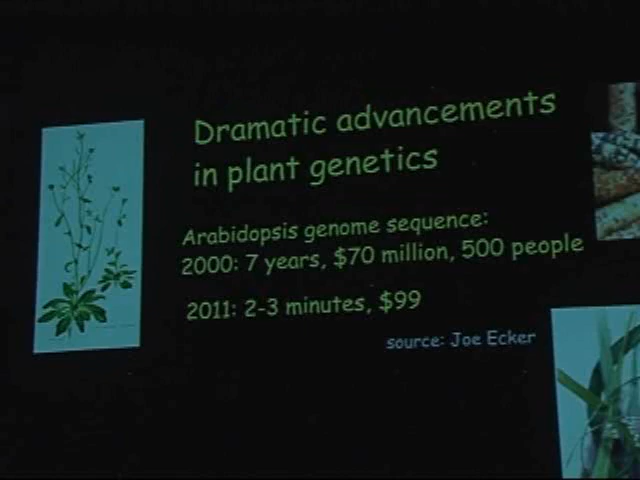 Dramatic advancements
in plant genetics
Arabidopsis genome sequence:
2000: 7 years, $70 million, 500 people
2011: 2-3 minutes, $99
source: Joe Ecker